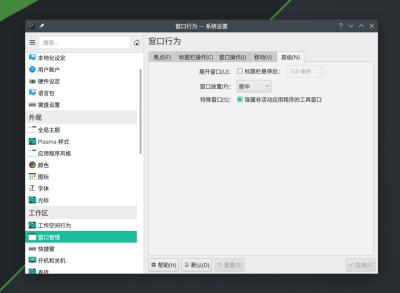 窗口行为 — 系统设置
搜索...
窗口行为
本地化设定
用户账户
硬件设定
语言包
键盘设置
外观
全局主题
Plasma 样式
应用程序风格
颜色
图标
字体
光标
工作区
工作空间行为
窗口管理
快捷键
开机和关机
焦点(F) 标题栏操作(C) 窗口操作(I) 移动(V) 高级(N)
展开窗口(U)： 标题栏悬停后： 250 毫秒
窗口放置(P)： 居中
特殊窗口(S)： 隐藏非活动应用程序的工具窗口
帮助(H) 默认(D) 重置(R) 应用(A)